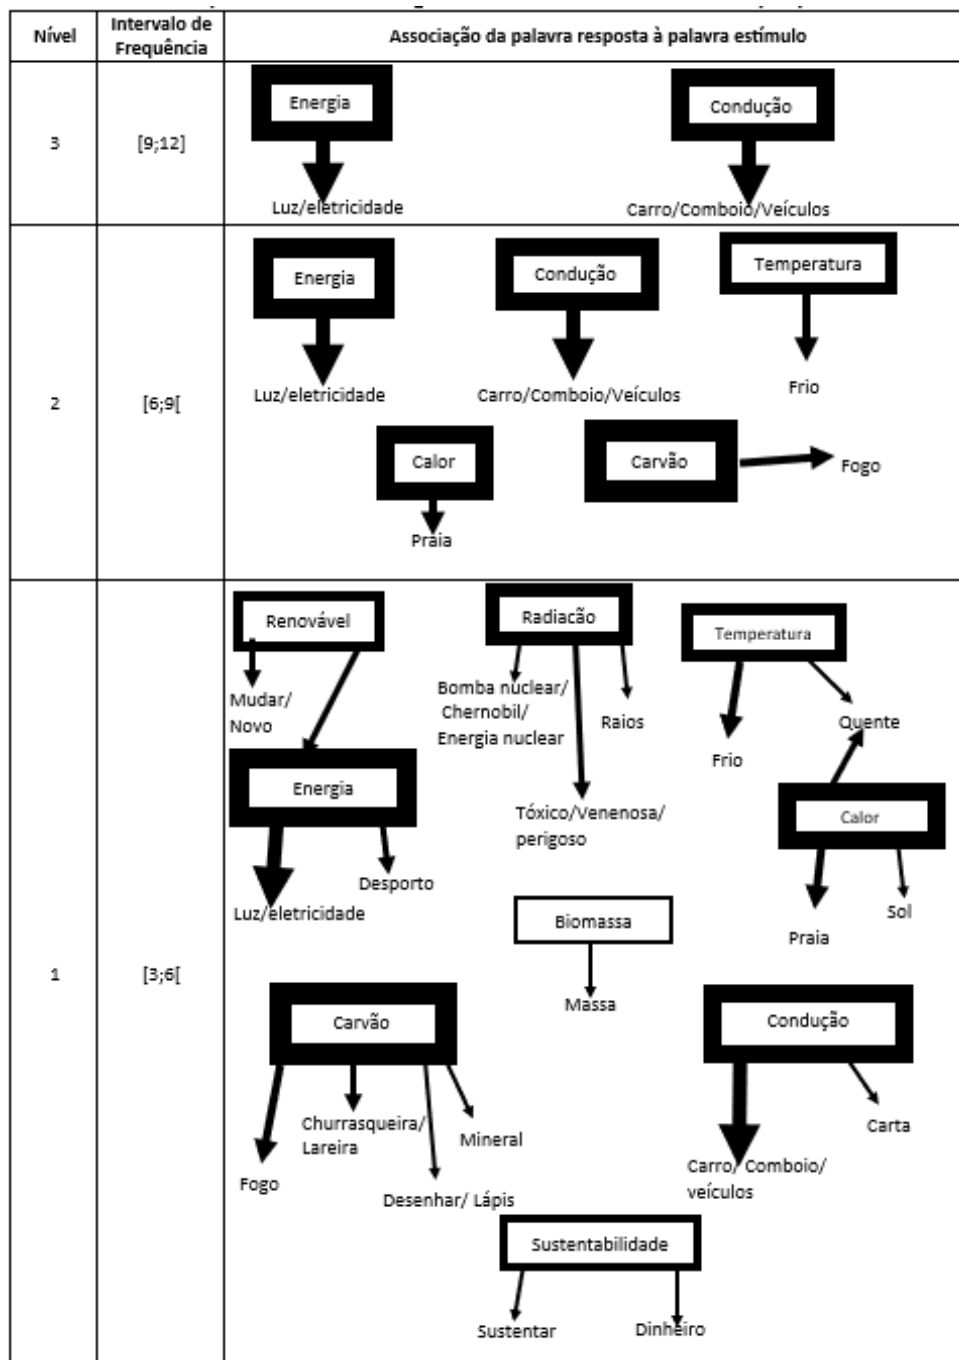 Nível
Intervalo de
Frequência
Associação da palavra resposta à palavra estímulo
3
[9;12]
Energia
Condução
Luz/eletricidade
Carro/Comboio/Veículos
2
[6;9[
Energia
Condução
Temperatura
Luz/eletricidade
Carro/Comboio/Veículos
Frio
Calor
Carvão
Fogo
Praia
1
[3;6[
Renovável
Radiacão
Temperatura
Mudar/
Novo
Bomba nuclear/
Chernobil/
Energia nuclear
Raios
Quente
Frio
Energia
Tóxico/Venenosa/
perigoso
Calor
Desporto
Luz/eletricidade
Biomassa
Sol
Praia
Massa
Carvão
Condução
Churrasqueira/
Lareira
Mineral
Carta
Fogo
Desenhar/ Lápis
Carro/ Comboio/
veículos
Sustentabilidade
Sustentar
Dinheiro